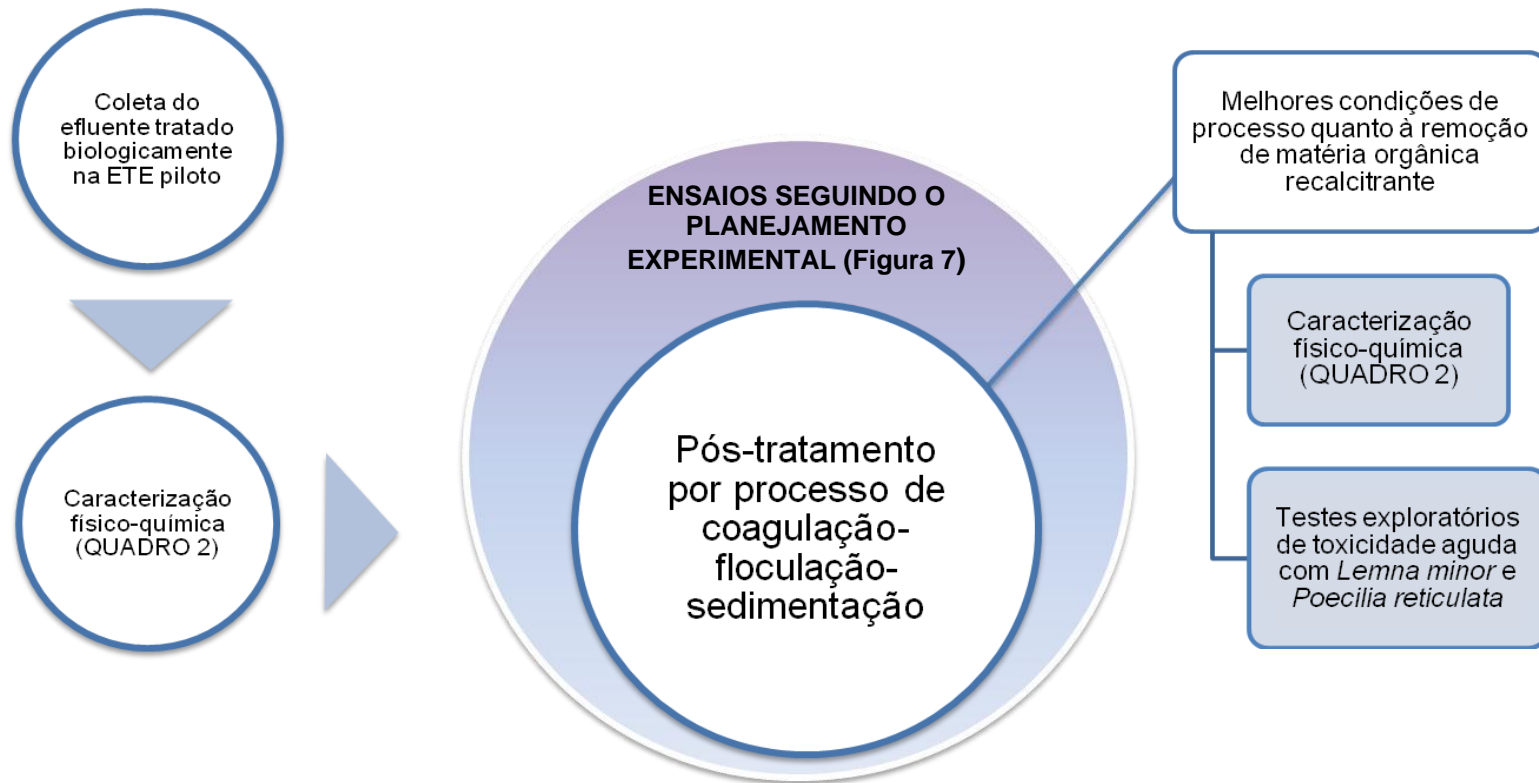 Coleta do
efluente tratado
biologicamente
na ETE piloto
Caracterização
físico-química
(QUADRO 2)
ENSAIOS SEGUINDO O
PLANEJAMENTO
EXPERIMENTAL (Figura 7)
Pós-tratamento
por processo de
coagulação-
floculação-
sedimentação
Melhores condições de
processo quanto à remoção
de matéria orgânica
recalcitrante
Caracterização
físico-química
(QUADRO 2)
Testes exploratórios
de toxicidade aguda
com Lemna minor e
Poecilia reticulata